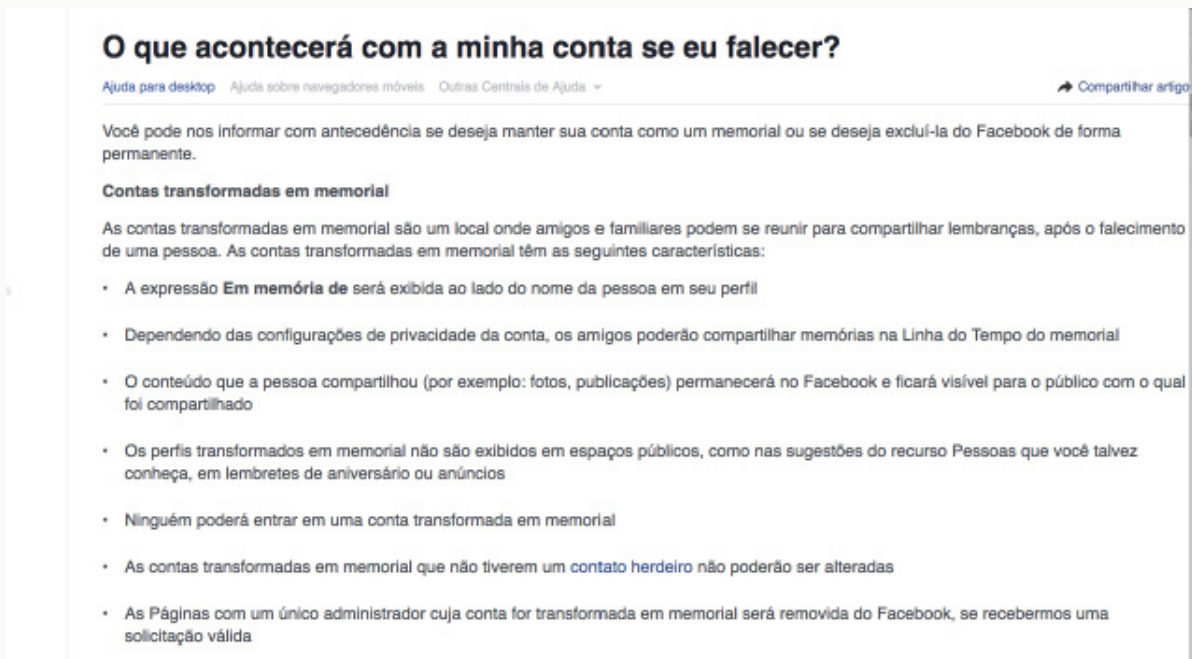 O que acontecerá com a minha conta se eu falecer?
Ajuda para desktop Ajuda sobre navegadores móveis Outras Centrais de Ajuda Compartilhar artigo
Você pode nos informar com antecedência se deseja manter sua conta como um memorial ou se deseja excluí-la do Facebook de forma
permanente.
Contas transformadas em memorial
As contas transformadas em memorial são um local onde amigos e familiares podem se reunir para compartilhar lembranças, após o falecimento
de uma pessoa. As contas transformadas em memorial têm as seguintes características:
• A expressão Em memória de será exibida ao lado do nome da pessoa em seu perfil
• Dependendo das configurações de privacidade da conta, os amigos poderão compartilhar memórias na Linha do Tempo do memorial
• O conteúdo que a pessoa compartilhou (por exemplo: fotos, publicações) permanecerá no Facebook e ficará visível para o público com o qual
foi compartilhado
• Os perfis transformados em memorial não são exibidos em espaços públicos, como nas sugestões do recurso Pessoas que você talvez
conheça, em lembretes de aniversário ou anúncios
• Ninguém poderá entrar em uma conta transformada em memorial
• As contas transformadas em memorial que não tiverem um contato herdeiro não poderão ser alteradas
• As Páginas com um único administrador cuja conta for transformada em memorial será removida do Facebook, se recebermos uma
solicitação válida